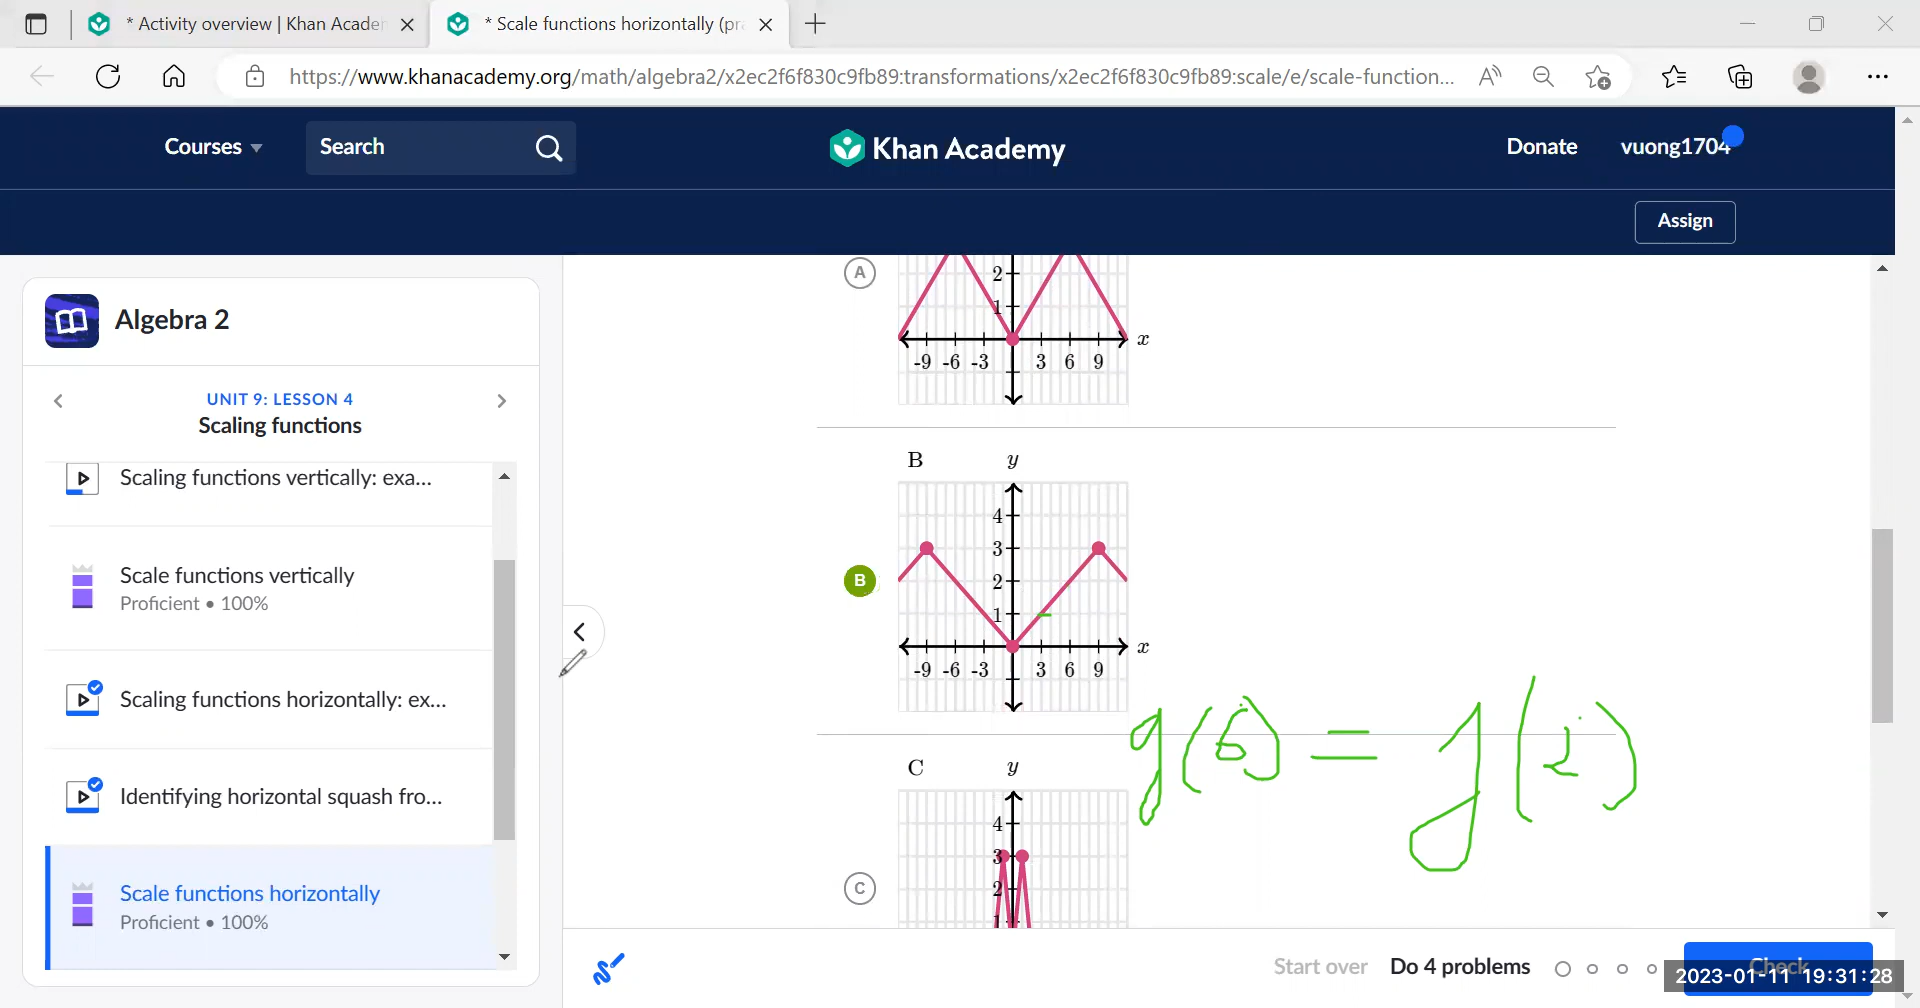 * Activity overview | Khan Acade
* Scale functions horizontally (pr
https://www.khanacademy.org/math/algebra2/x2ec2f6f830c9fb89:transformations/x2ec2f6f830c9fb89:scale/e/scale-function...
Courses
Search
Khan Academy
Donate
vuong1704
Assign
Algebra 2
UNIT 9: LESSON 4
Scaling functions
Scaling functions vertically: exa...
Scale functions vertically
Proficient • 100%
Scaling functions horizontally: ex...
Identifying horizontal squash fro...
Scale functions horizontally
Proficient • 100%
A
2
1
x
-9 -6 -3 3 6 9
B y
4
3
2
1
B
x
-9 -6 -3 3 6 9
g(6) = f(2)
C y
4
3
2
1
C
Start over
Do 4 problems
Check
2023-01-11 19:31:28